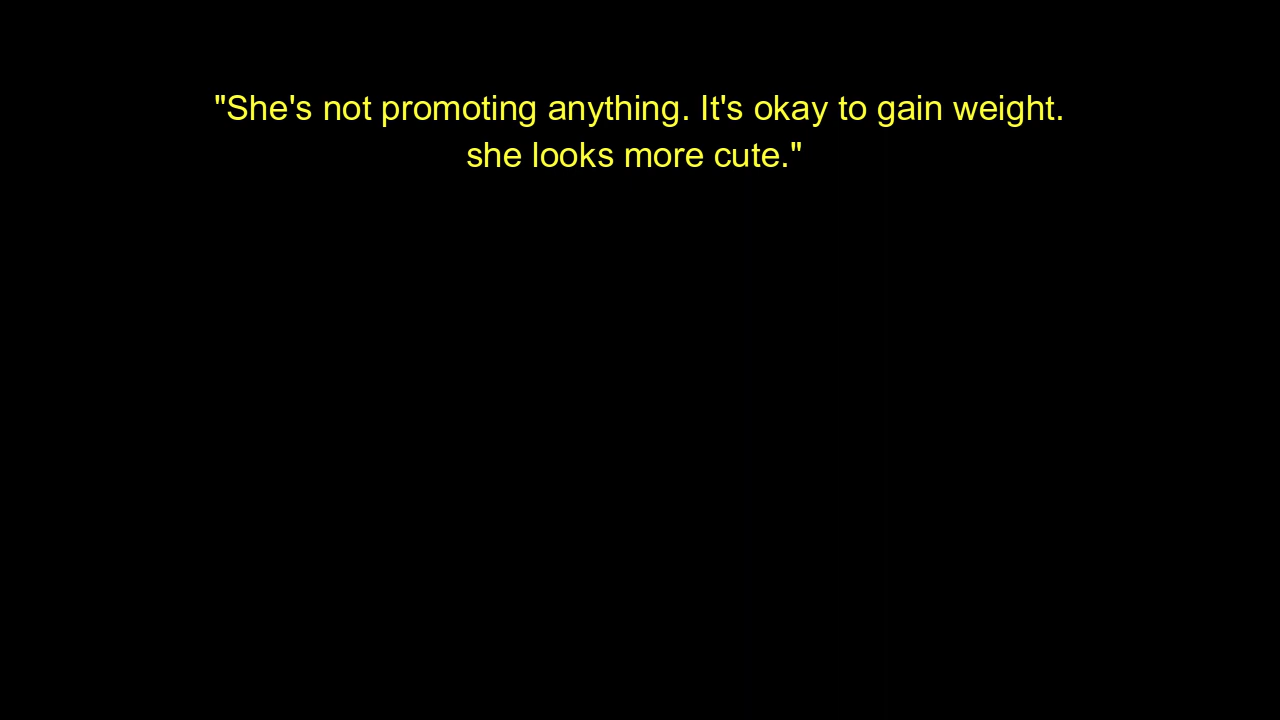 "She's not promoting anything. It's okay to gain weight.
she looks more cute."